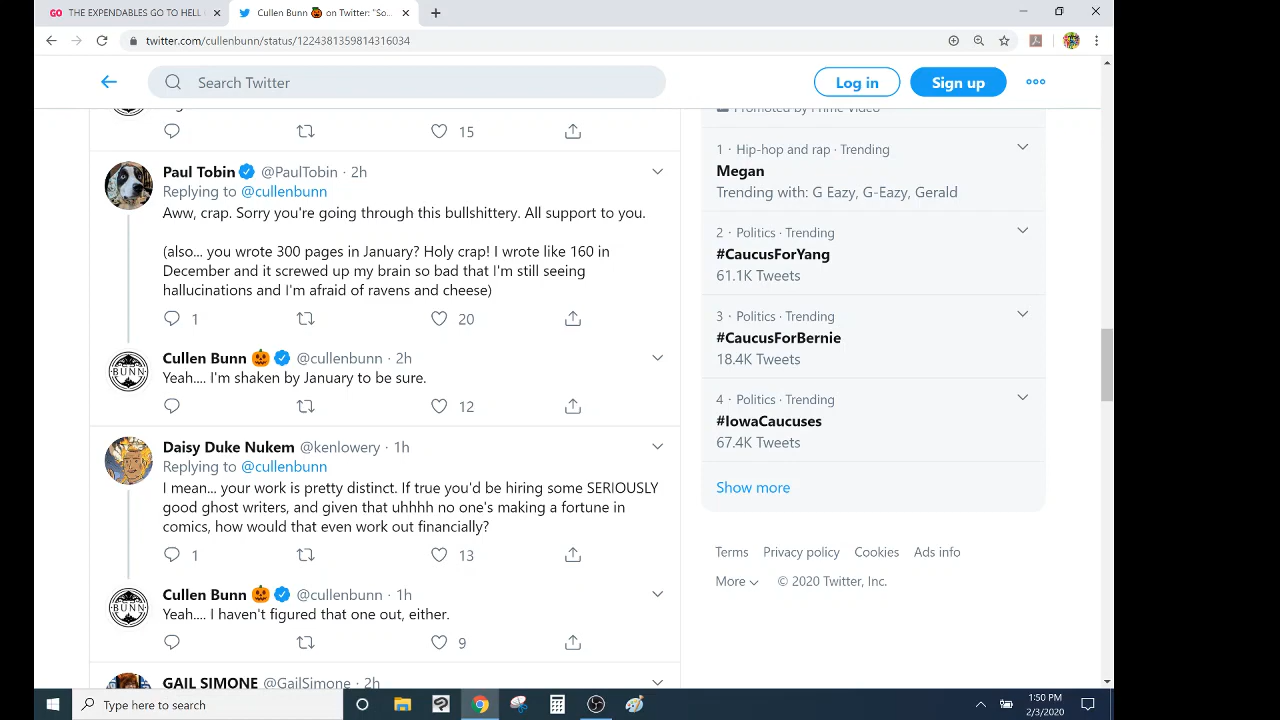 THE EXPENDABLES GO TO HELL
Cullen Bunn 🎃 on Twitter: "So...
twitter.com/cullenbunn/status/1224381359814316034
Search Twitter
Log in
Sign up
15
Paul Tobin @PaulTobin · 2h
Replying to @cullenbunn
Aww, crap. Sorry you're going through this bullshittery. All support to you.
(also... you wrote 300 pages in January? Holy crap! I wrote like 160 in
December and it screwed up my brain so bad that I'm still seeing
hallucinations and I'm afraid of ravens and cheese)
1 20
BUNN
Cullen Bunn 🎃 @cullenbunn · 2h
Yeah.... I'm shaken by January to be sure.
12
Daisy Duke Nukem @kenlowery · 1h
Replying to @cullenbunn
I mean... your work is pretty distinct. If true you'd be hiring some SERIOUSLY
good ghost writers, and given that uhhhh no one's making a fortune in
comics, how would that even work out financially?
1 13
BUNN
Cullen Bunn 🎃 @cullenbunn · 1h
Yeah.... I haven't figured that one out, either.
9
GAIL SIMONE @GailSimone · 2h
Promoted by Prime Video
1 · Hip-hop and rap · Trending
Megan
Trending with: G Eazy, G-Eazy, Gerald
2 · Politics · Trending
#CaucusForYang
61.1K Tweets
3 · Politics · Trending
#CaucusForBernie
18.4K Tweets
4 · Politics · Trending
#IowaCaucuses
67.4K Tweets
Show more
Terms Privacy policy Cookies Ads info
More © 2020 Twitter, Inc.
Type here to search
1:50 PM
2/3/2020